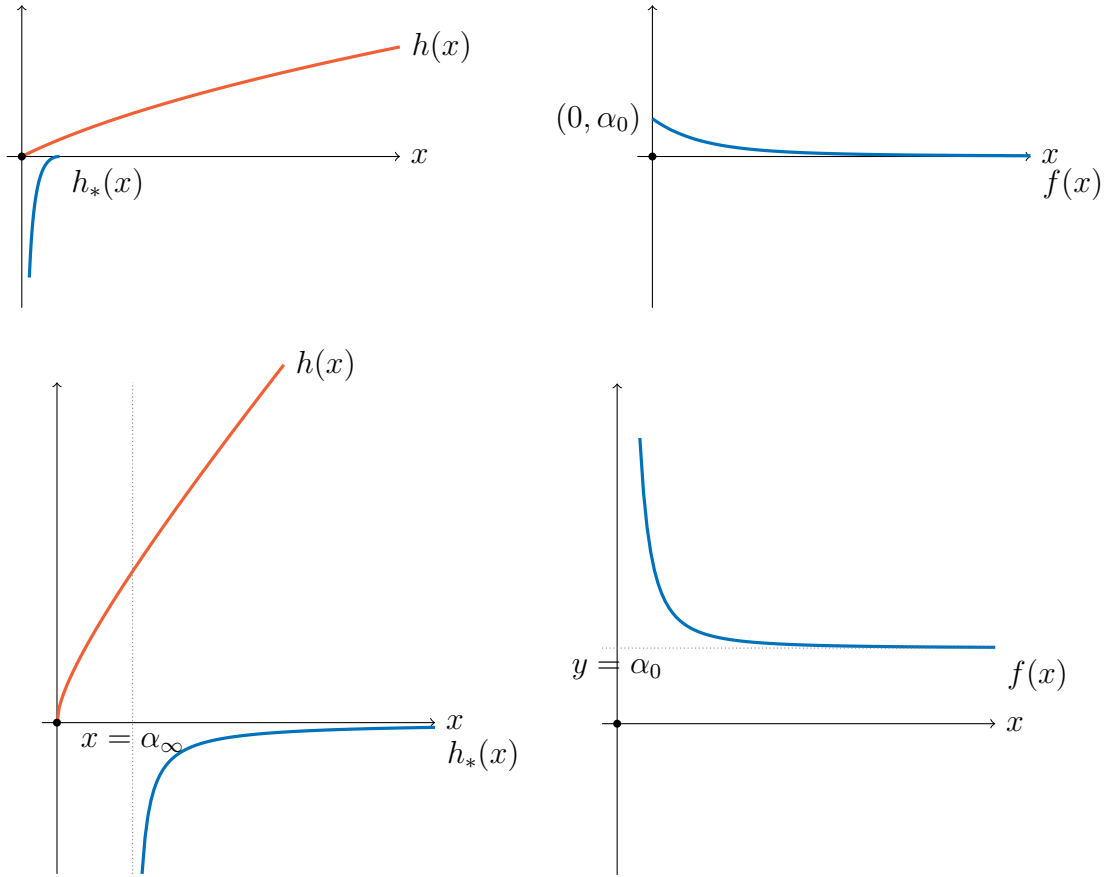 h(x)
x
h_*(x)
(0, α_0)
x
f(x)
h(x)
x
x = α_∞
h_*(x)
y = α_0
f(x)
x